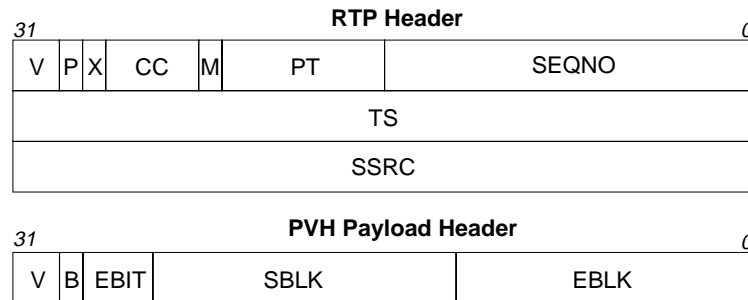 RTP Header
31 0
V P X CC M PT SEQNO
TS
SSRC
PVH Payload Header
31 0
V B EBIT SBLK EBLK